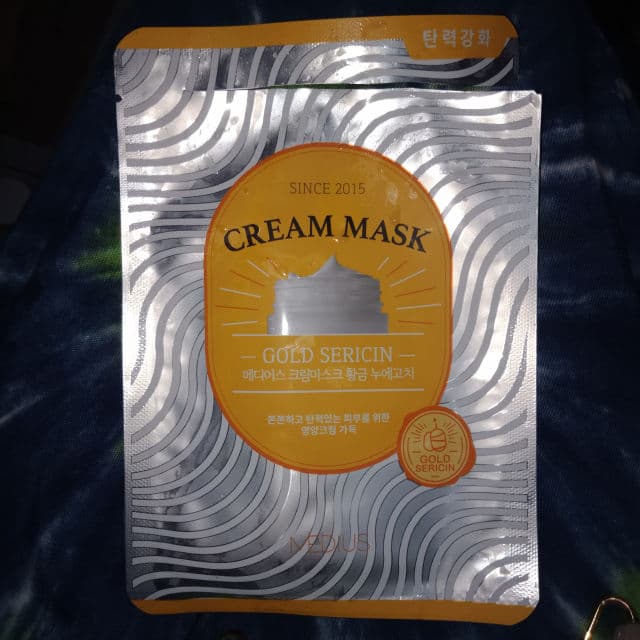 탄력강화
SINCE 2015
CREAM MASK
GOLD SERICIN
메디어스 크림마스크 황금 누에고치
쫀쫀하고 탄력있는 피부를 위한
영양크림 가득
GOLD
SERICIN
MEDIUS